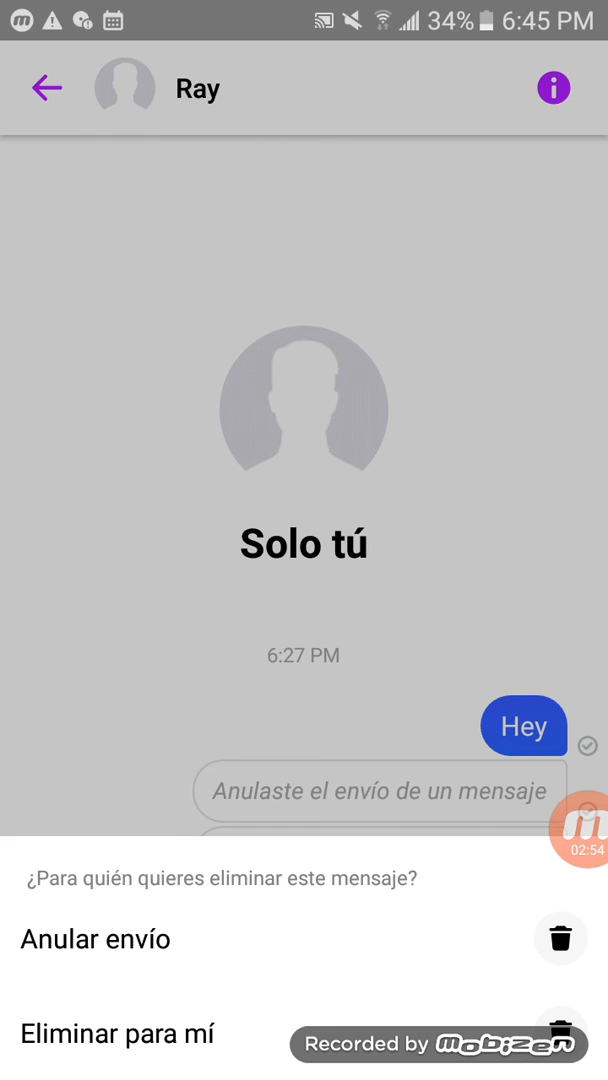 34% 6:45 PM
Ray
Solo tú
6:27 PM
Hey
Anulaste el envío de un mensaje
02:54
¿Para quién quieres eliminar este mensaje?
Anular envío
Eliminar para mí
Recorded by mobizen